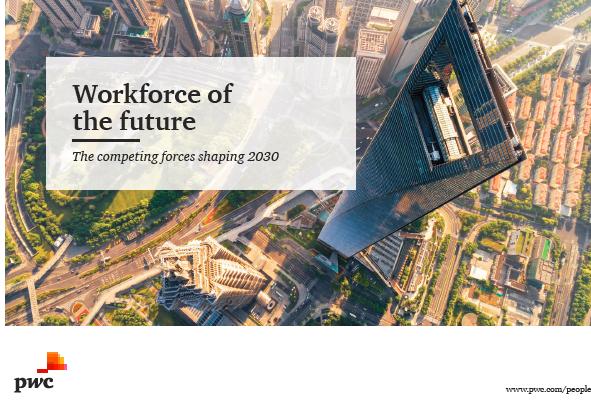 Workforce of
the future
The competing forces shaping 2030
pwc
www.pwc.com/people